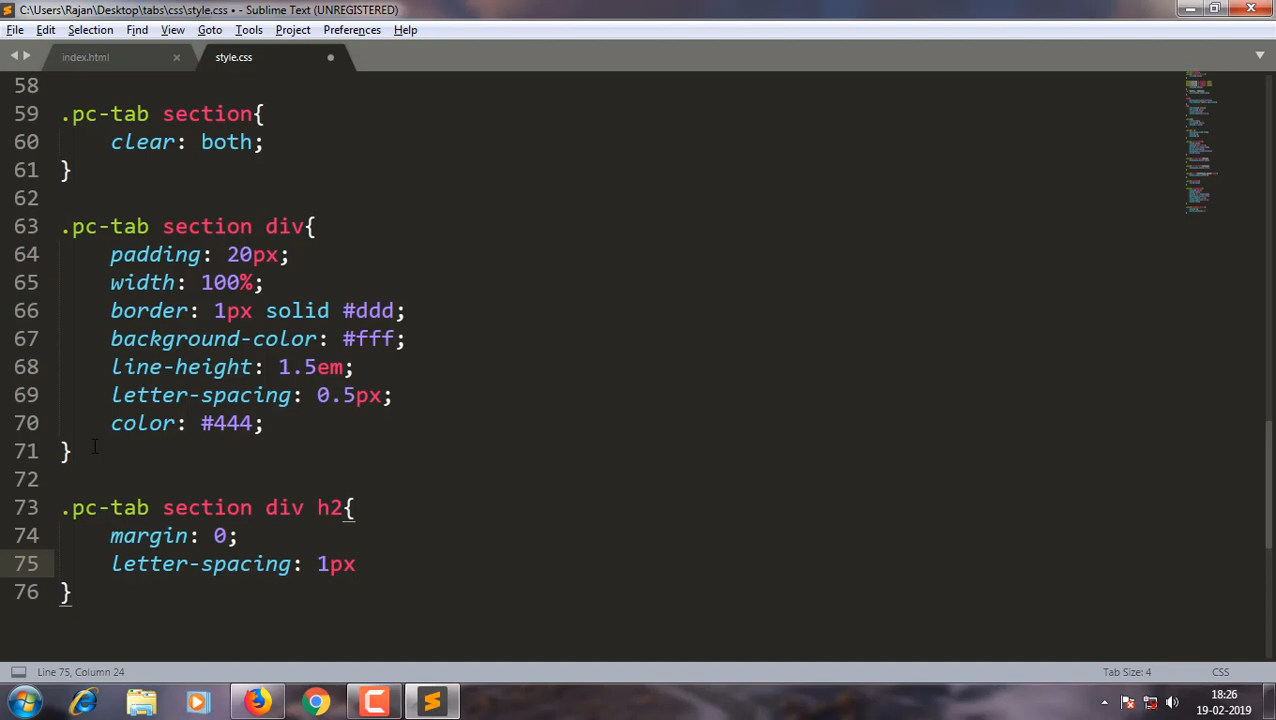 C:\Users\Rajan\Desktop\tabs\css\style.css • - Sublime Text (UNREGISTERED)
File Edit Selection Find View Goto Tools Project Preferences Help
index.html × style.css
58
59 .pc-tab section{
60 clear: both;
61 }
62
63 .pc-tab section div{
64 padding: 20px;
65 width: 100%;
66 border: 1px solid #ddd;
67 background-color: #fff;
68 line-height: 1.5em;
69 letter-spacing: 0.5px;
70 color: #444;
71 }
72
73 .pc-tab section div h2{
74 margin: 0;
75 letter-spacing: 1px
76 }
Line 75, Column 24 Tab Size: 4 CSS
18:26
19-02-2019